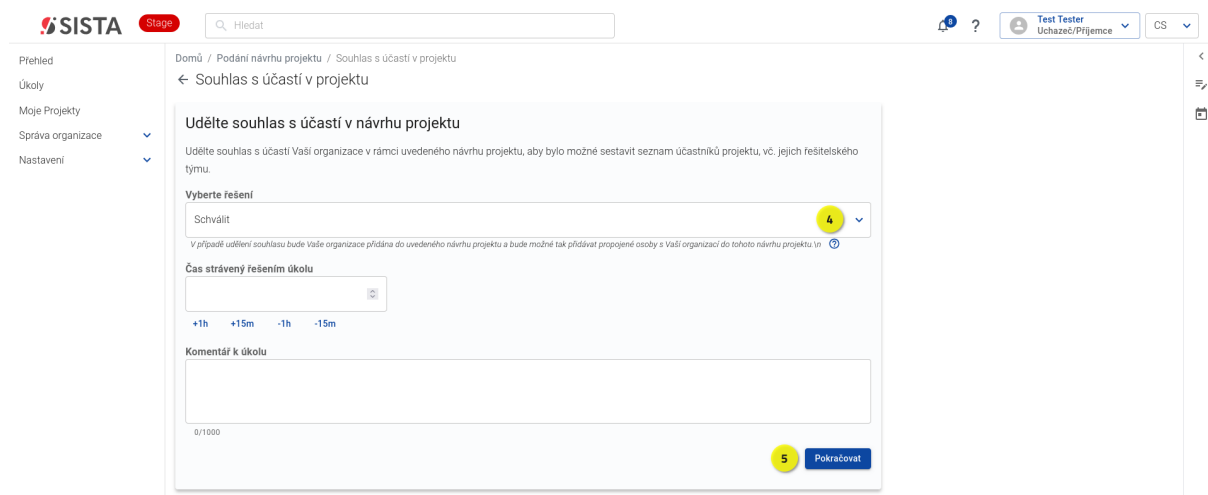 SISTA
Stage
Hledat
8
?
Test Tester
Uchazeč/Příjemce
CS
Přehled
Úkoly
Moje Projekty
Správa organizace
Nastavení
Domů / Podání návrhu projektu / Souhlas s účastí v projektu
← Souhlas s účastí v projektu
Udělte souhlas s účastí v návrhu projektu
Udělte souhlas s účastí Vaší organizace v rámci uvedeného návrhu projektu, aby bylo možné sestavit seznam účastníků projektu, vč. jejich řešitelského
týmu.
Vyberte řešení
Schválit
4
V případě udělení souhlasu bude Vaše organizace přidána do uvedeného návrhu projektu a bude možné tak přidávat propojené osoby s Vaší organizací do tohoto návrhu projektu.\n
Čas strávený řešením úkolu
+1h +15m -1h -15m
Komentář k úkolu
0/1000
5
Pokračovat